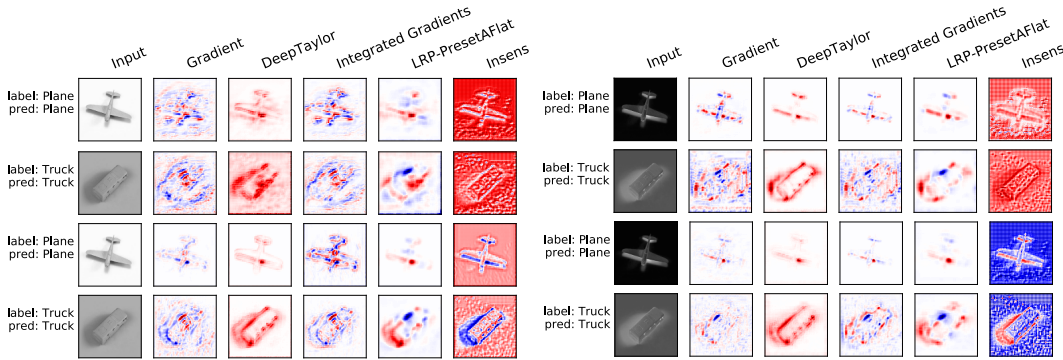 Input Gradient DeepTaylor Integrated Gradients LRP-PresetAFlat Insens
label: Plane
pred: Plane
label: Truck
pred: Truck
label: Plane
pred: Plane
label: Truck
pred: Truck
Input Gradient DeepTaylor Integrated Gradients LRP-PresetAFlat Insens
label: Plane
pred: Plane
label: Truck
pred: Truck
label: Plane
pred: Plane
label: Truck
pred: Truck